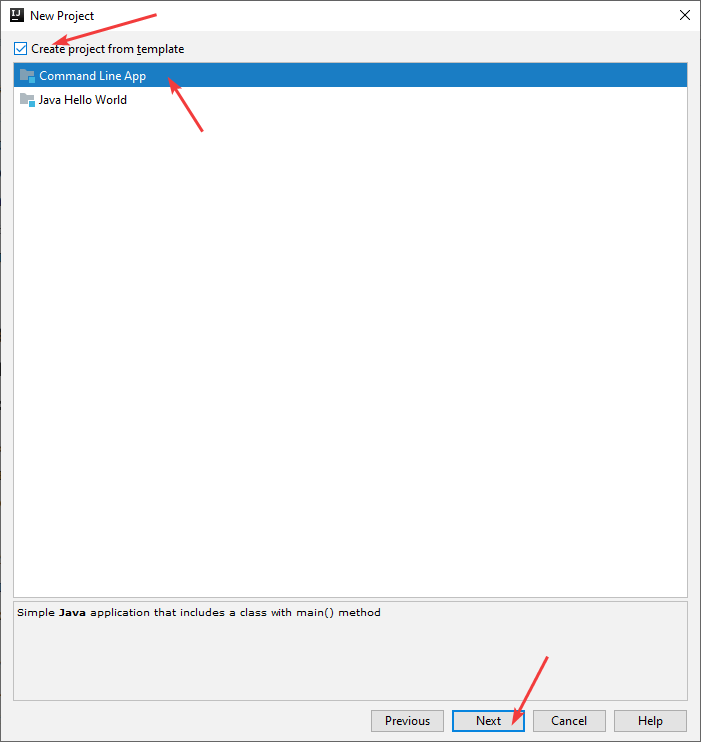 IJ New Project
Create project from template
Command Line App
Java Hello World
Simple Java application that includes a class with main() method
Previous Next Cancel Help